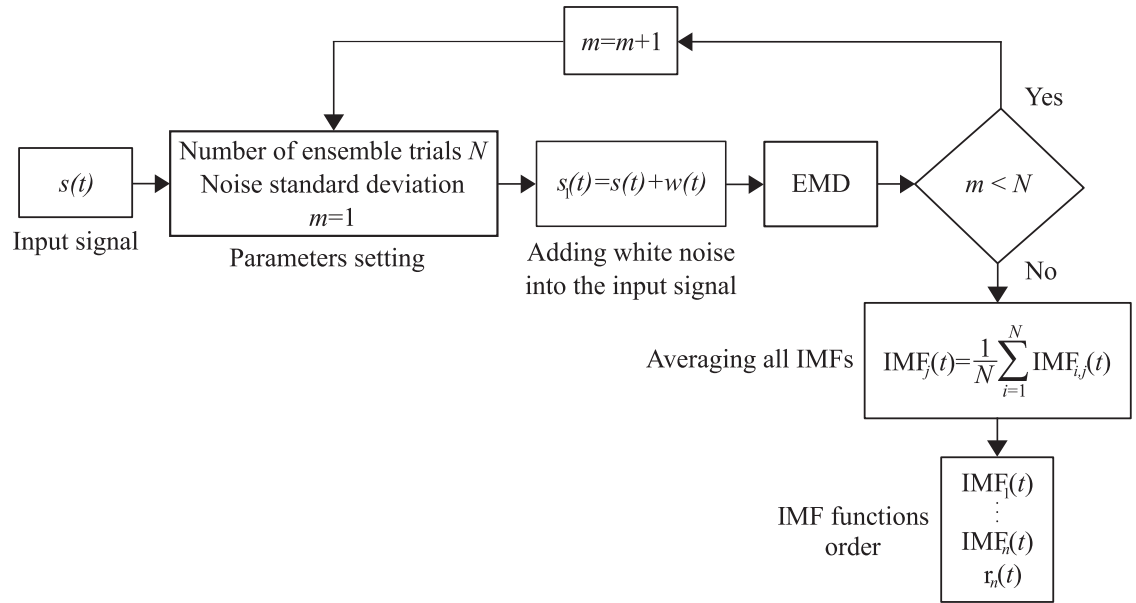 m=m+1
Yes
s(t)
Input signal
Number of ensemble trials N
Noise standard deviation
m=1
Parameters setting
s₁(t)=s(t)+w(t)
Adding white noise
into the input signal
EMD
m < N
No
Averaging all IMFs
IMFⱼ(t)=1/N ∑ᵢ₌₁ᴺ IMFᵢ,ⱼ(t)
IMF functions
order
IMF₁(t)
⋮
IMFₙ(t)
rₙ(t)